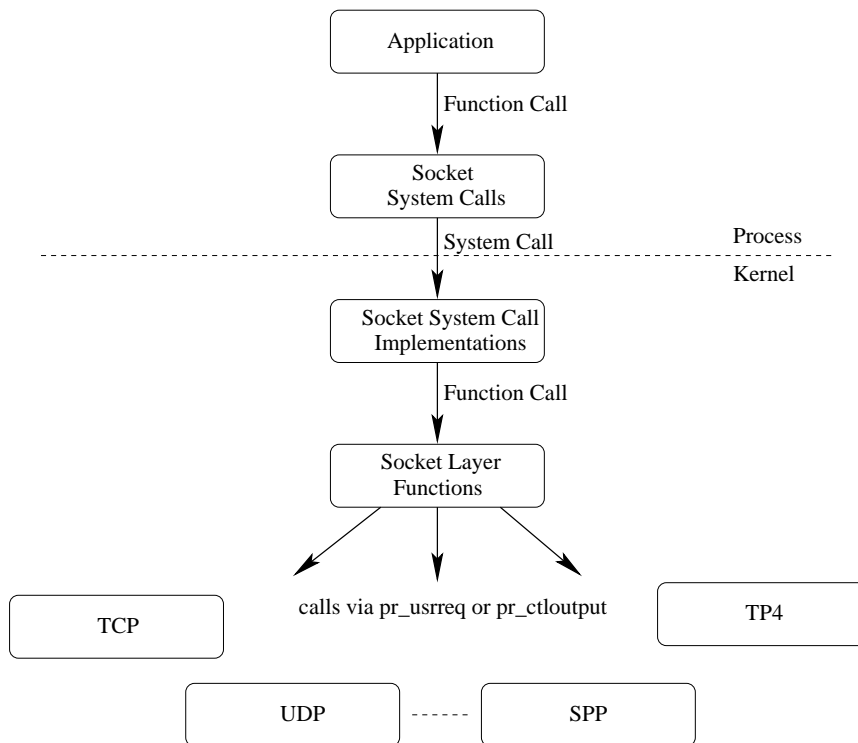 Application
Function Call
Socket
System Calls
System Call
Process
Kernel
Socket System Call
Implementations
Function Call
Socket Layer
Functions
calls via pr_usrreq or pr_ctloutput
TCP
TP4
UDP
SPP